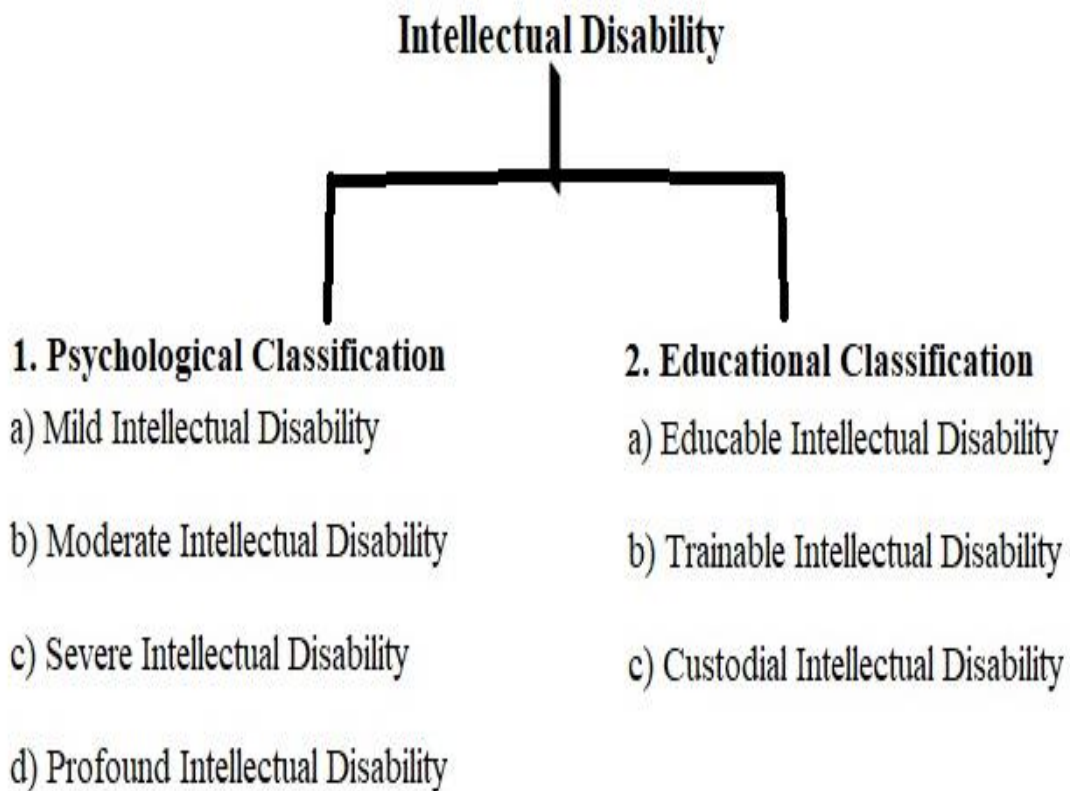 Intellectual Disability
1. Psychological Classification
a) Mild Intellectual Disability
b) Moderate Intellectual Disability
c) Severe Intellectual Disability
d) Profound Intellectual Disability
2. Educational Classification
a) Educable Intellectual Disability
b) Trainable Intellectual Disability
c) Custodial Intellectual Disability